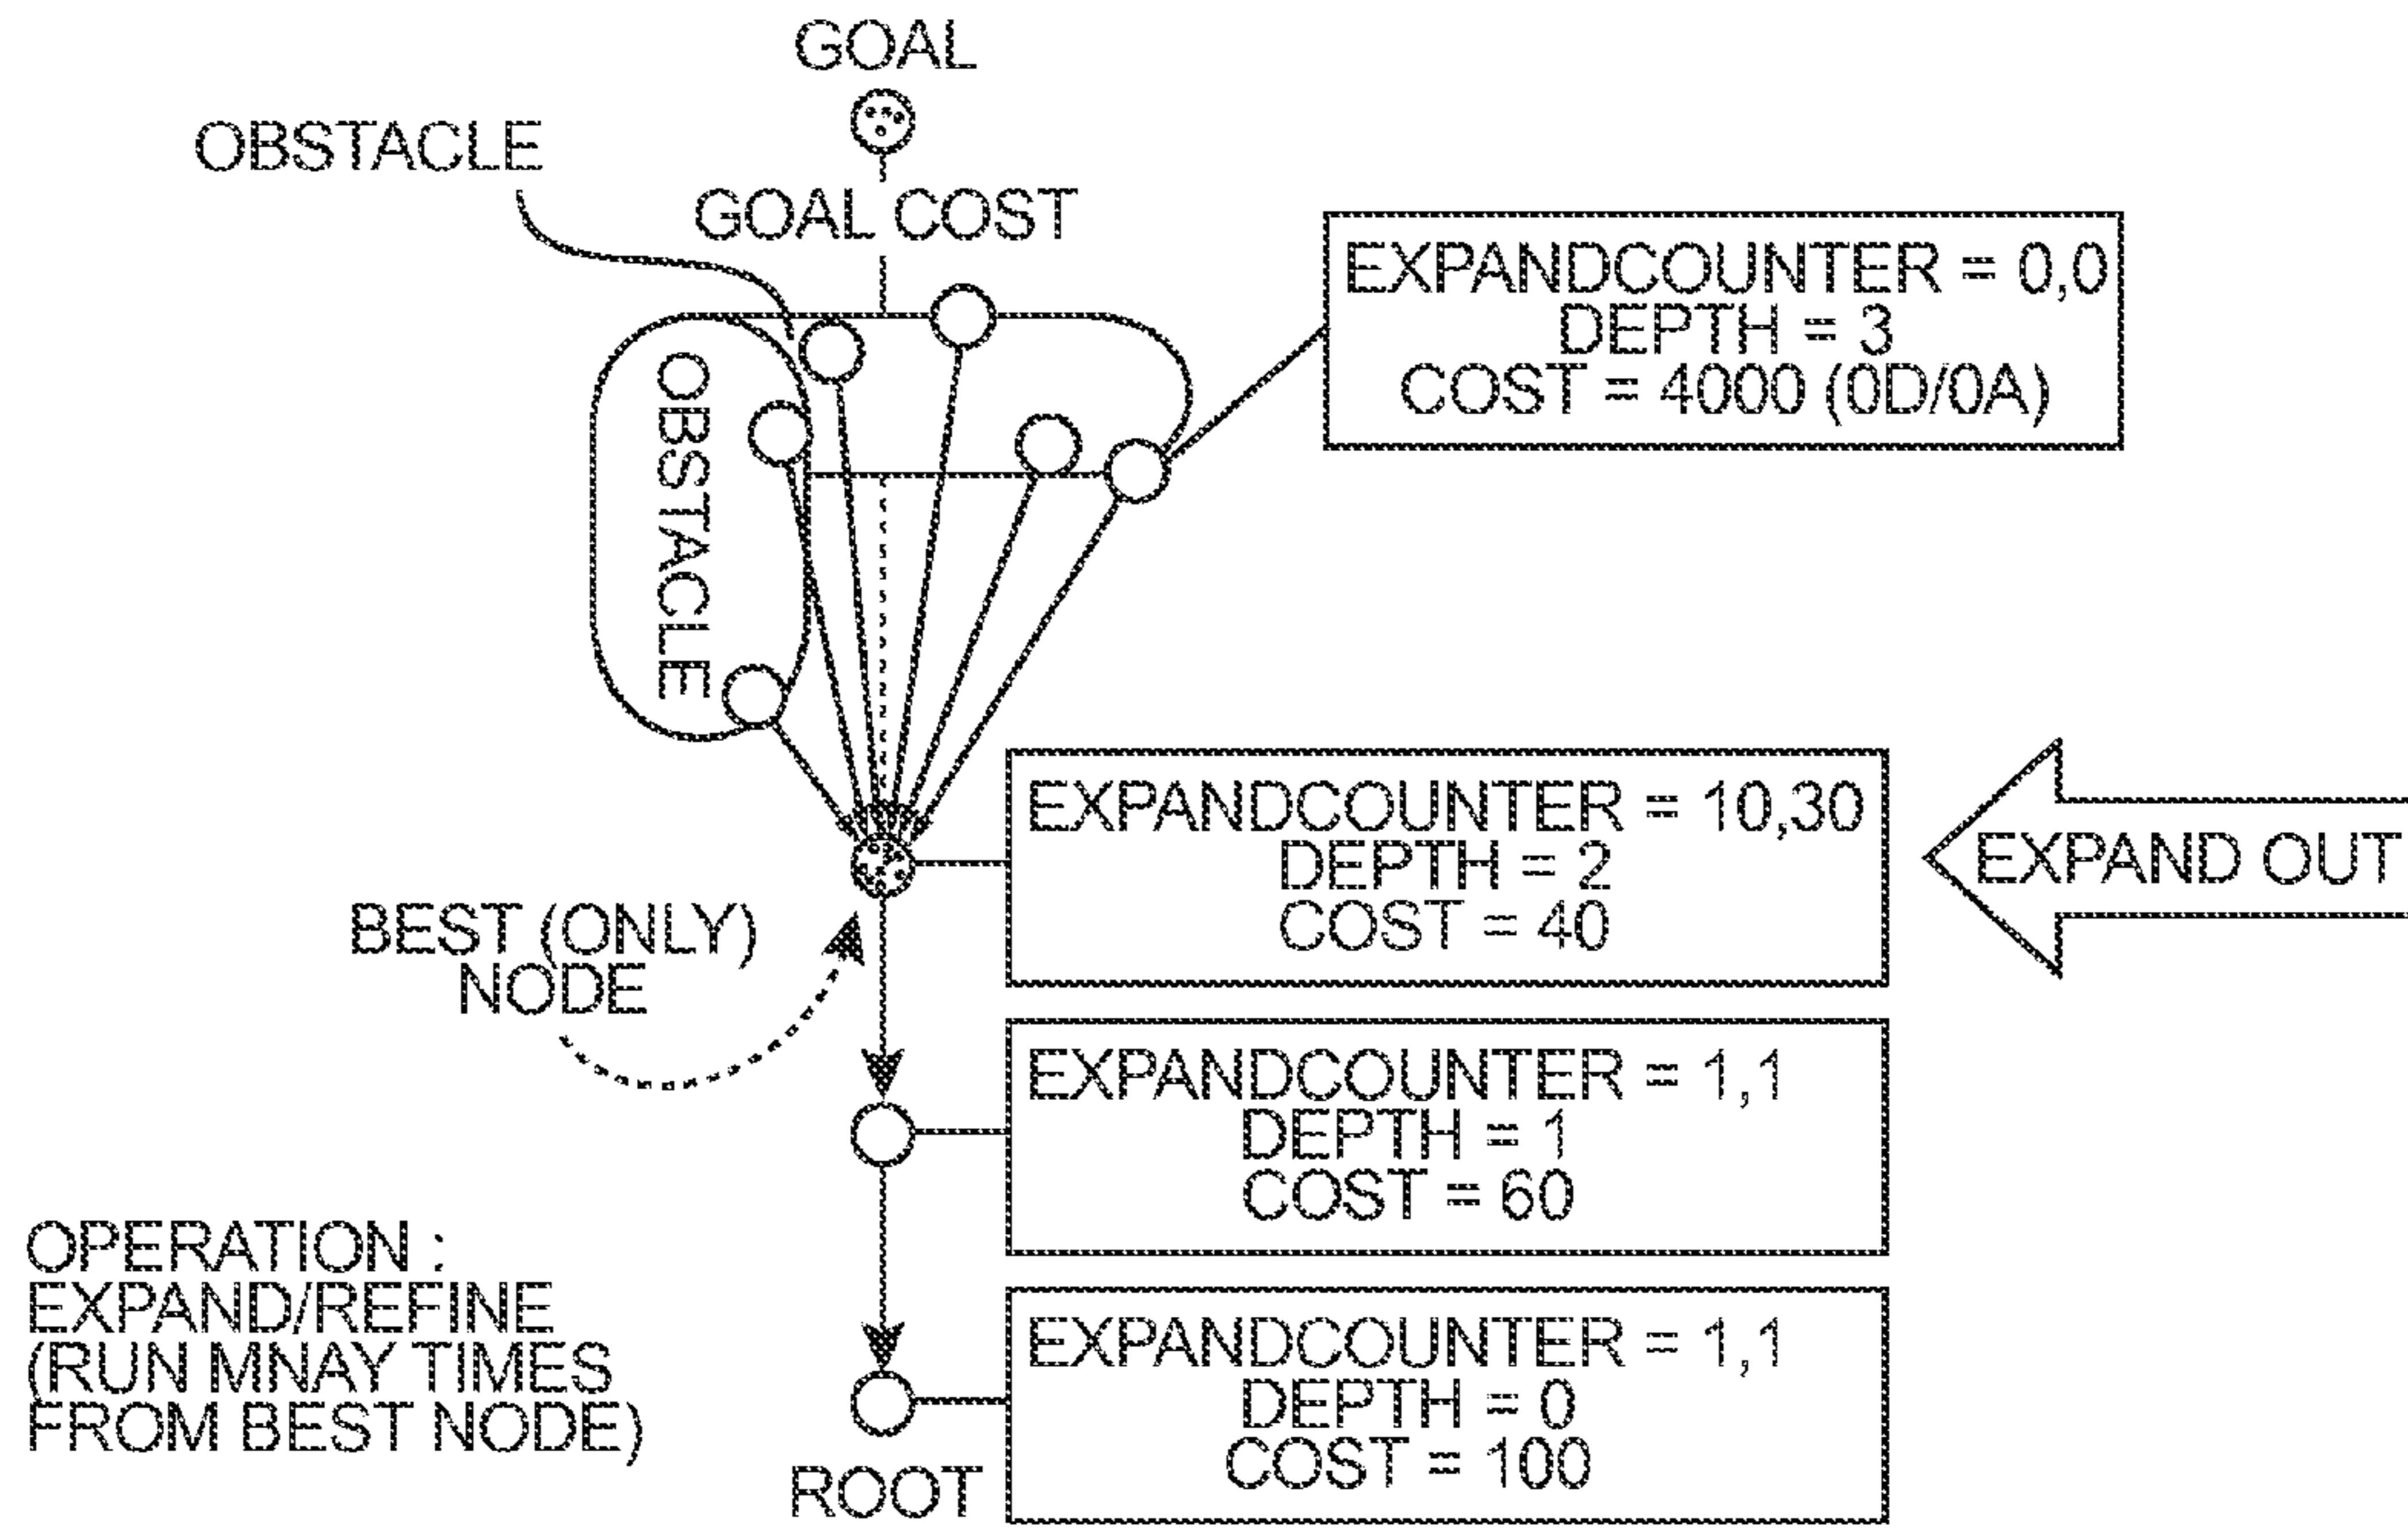 GOAL
OBSTACLE
GOAL COST
EXPANDCOUNTER = 0,0
DEPTH = 3
COST = 4000 (0D/0A)
OBSTACLE
EXPANDCOUNTER = 10,30
DEPTH = 2
COST = 40
EXPAND OUT
BEST (ONLY)
NODE
EXPANDCOUNTER = 1,1
DEPTH = 1
COST = 60
OPERATION :
EXPAND/REFINE
(RUN MNAY TIMES
FROM BEST NODE)
EXPANDCOUNTER = 1,1
DEPTH = 0
COST = 100
ROOT